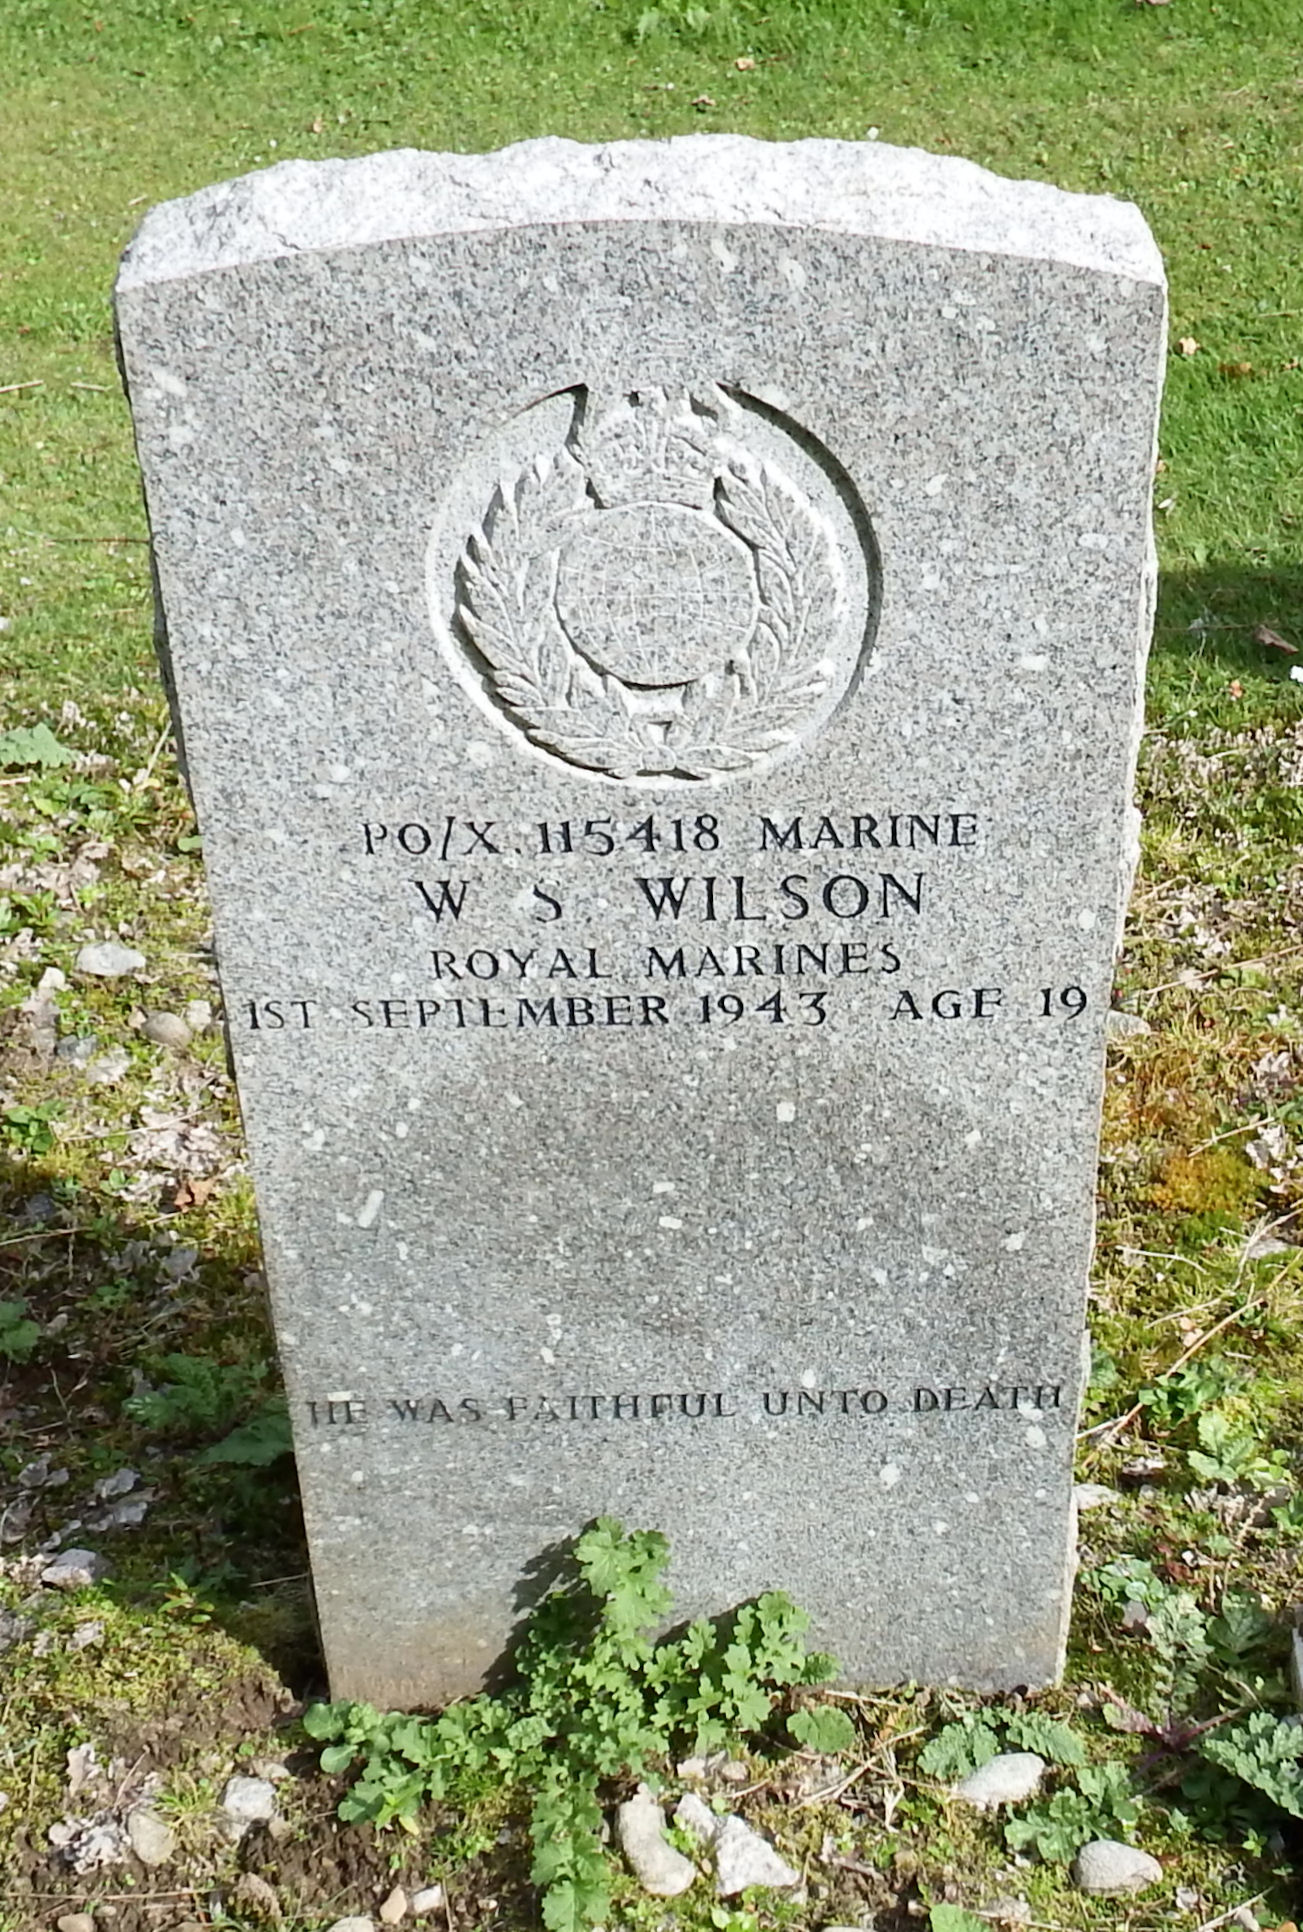 PO/X. 115418 MARINE
W. S. WILSON
ROYAL MARINES
1ST SEPTEMBER 1943 AGE 19
HE WAS FAITHFUL UNTO DEATH